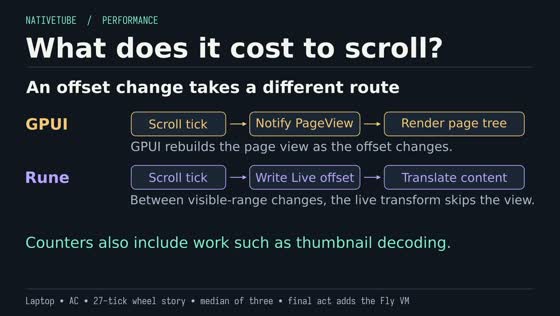 NATIVETUBE / PERFORMANCE
What does it cost to scroll?
An offset change takes a different route
GPUI Scroll tick → Notify PageView → Render page tree
GPUI rebuilds the page view as the offset changes.
Rune Scroll tick → Write Live offset → Translate content
Between visible-range changes, the live transform skips the view.
Counters also include work such as thumbnail decoding.
Laptop • AC • 27-tick wheel story • median of three • final act adds the Fly VM